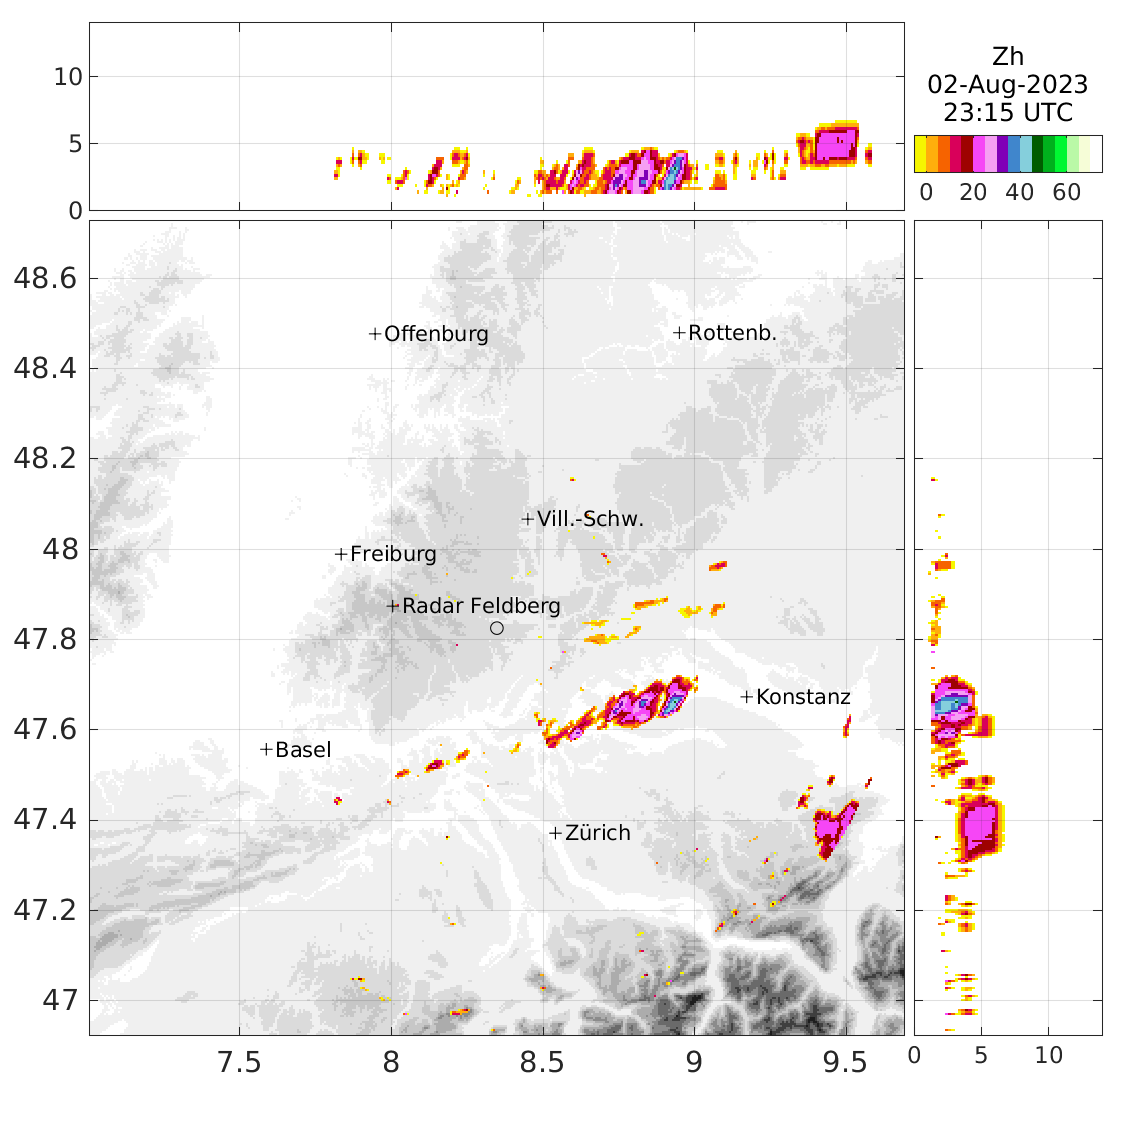 10
5
0
Zh
02-Aug-2023
23:15 UTC
0 20 40 60
48.6
48.4
48.2
48
47.8
47.6
47.4
47.2
47
+Offenburg
+Rottenb.
+Vill.-Schw.
+Freiburg
+Radar Feldberg
+Konstanz
+Basel
+Zürich
7.5 8 8.5 9 9.5
0 5 10